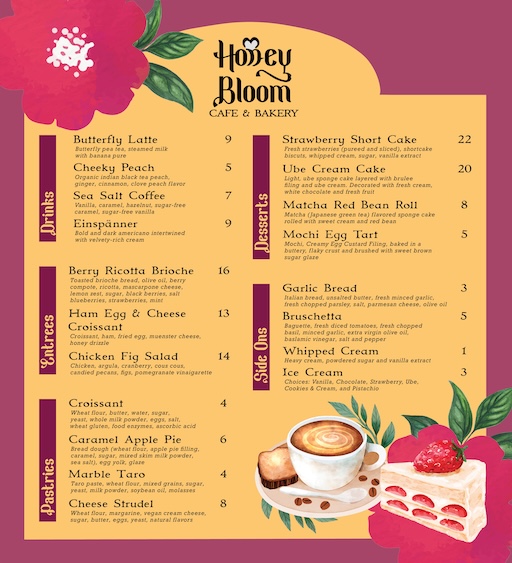 Honey
Bloom
CAFE & BAKERY
Drinks
Butterfly Latte 9
Butterfly pea tea, steamed milk
with banana pure
Cheeky Peach 5
Organic indian black tea peach,
ginger, cinnamon, clove peach flavor
Sea Salt Coffee 7
Vanilla, caramel, hazelnut, sugar-free
caramel, sugar-free vanilla
Einspänner 9
Bold and dark americano intertwined
with velvery-rich cream
Entrees
Berry Ricotta Brioche 16
Toasted brioche bread, olive oil, berry
compote, ricotta, mascarpone cheese,
lemon zest, sugar, black berries, salt
blueberries, strawberries, mint
Ham Egg & Cheese 13
Croissant
Croissant, ham, fried egg, muenster cheese,
honey drizzle
Chicken Fig Salad 14
Chicken, argula, cranberry, cous cous,
candied pecans, figs, pomegranate vinaigarette
Pastries
Croissant 4
Wheat flour, butter, water, sugar,
yeast, whole milk powder, eggs, salt,
wheat gluten, food enzymes, ascorbic acid
Caramel Apple Pie 6
Bread dough (wheat flour, apple pie filling,
caramel, sugar, mixed skim milk powder,
sea salt), egg yolk, glaze
Marble Taro 4
Taro paste, wheat flour, mixed grains, sugar,
yeast, milk powder, soybean oil, molasses
Cheese Strudel 8
Wheat flour, margarine, vegan cream cheese,
sugar, butter, eggs, yeast, natural flavors
Desserts
Strawberry Short Cake 22
Fresh strawberries (pureed and sliced), shortcake
biscuts, whipped cream, sugar, vanilla extract
Ube Cream Cake 20
Light, ube sponge cake layered with brulee
filing and ube cream. Decorated with fresh cream,
white chocolate and fresh fruit
Matcha Red Bean Roll 8
Matcha (Japanese green tea) flavored sponge cake
rolled with sweet cream and red bean
Mochi Egg Tart 5
Mochi, Creamy Egg Custard Filing, baked in a
buttery, flaky crust and brushed with sweet brown
sugar glaze
Side Ons
Garlic Bread 3
Italian bread, unsalted butter, fresh minced garlic,
fresh chopped parsley, salt, parmesan cheese, olive oil
Bruschetta 5
Baguette, fresh diced tomatoes, fresh chopped
basil, minced garlic, extra virgin olive oil,
baslamic vinegar, salt and pepper
Whipped Cream 1
Heavy cream, powdered sugar and vanilla extract
Ice Cream 3
Choices: Vanilla, Chocolate, Strawberry, Ube,
Cookies & Cream, and Pistachio